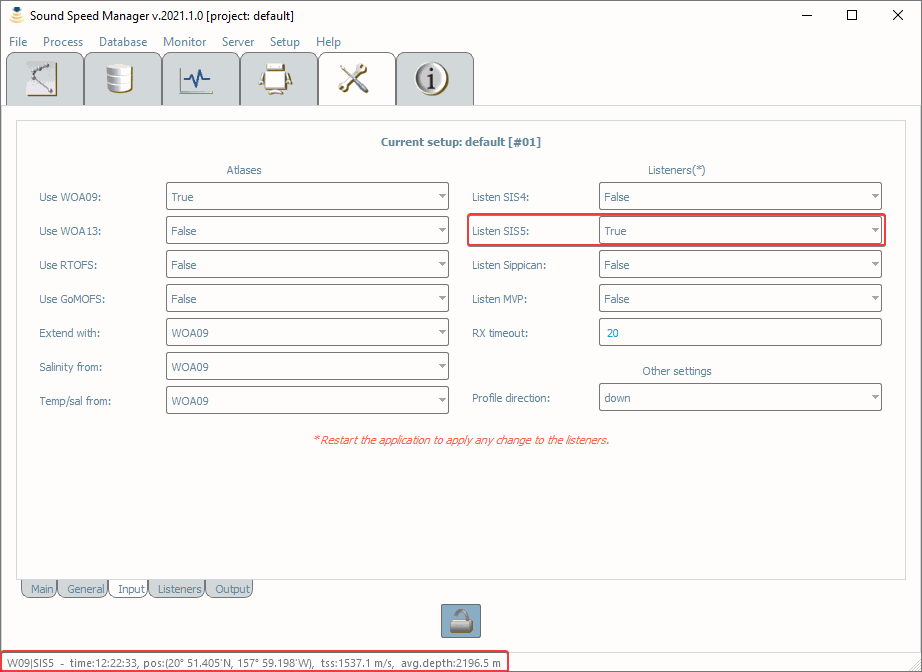 Sound Speed Manager v.2021.1.0 [project: default]
File Process Database Monitor Server Setup Help
Current setup: default [#01]
Atlases Listeners(*)
Use WOA09: True Listen SIS4: False
Use WOA13: False Listen SIS5: True
Use RTOFS: False Listen Sippican: False
Use GoMOFS: False Listen MVP: False
Extend with: WOA09 RX timeout: 20
Salinity from: WOA09
Other settings
Temp/sal from: WOA09 Profile direction: down
*Restart the application to apply any change to the listeners.
Main General Input Listeners Output
W09|SIS5 - time:12:22:33, pos:(20° 51.405'N, 157° 59.198'W), tss:1537.1 m/s, avg.depth:2196.5 m